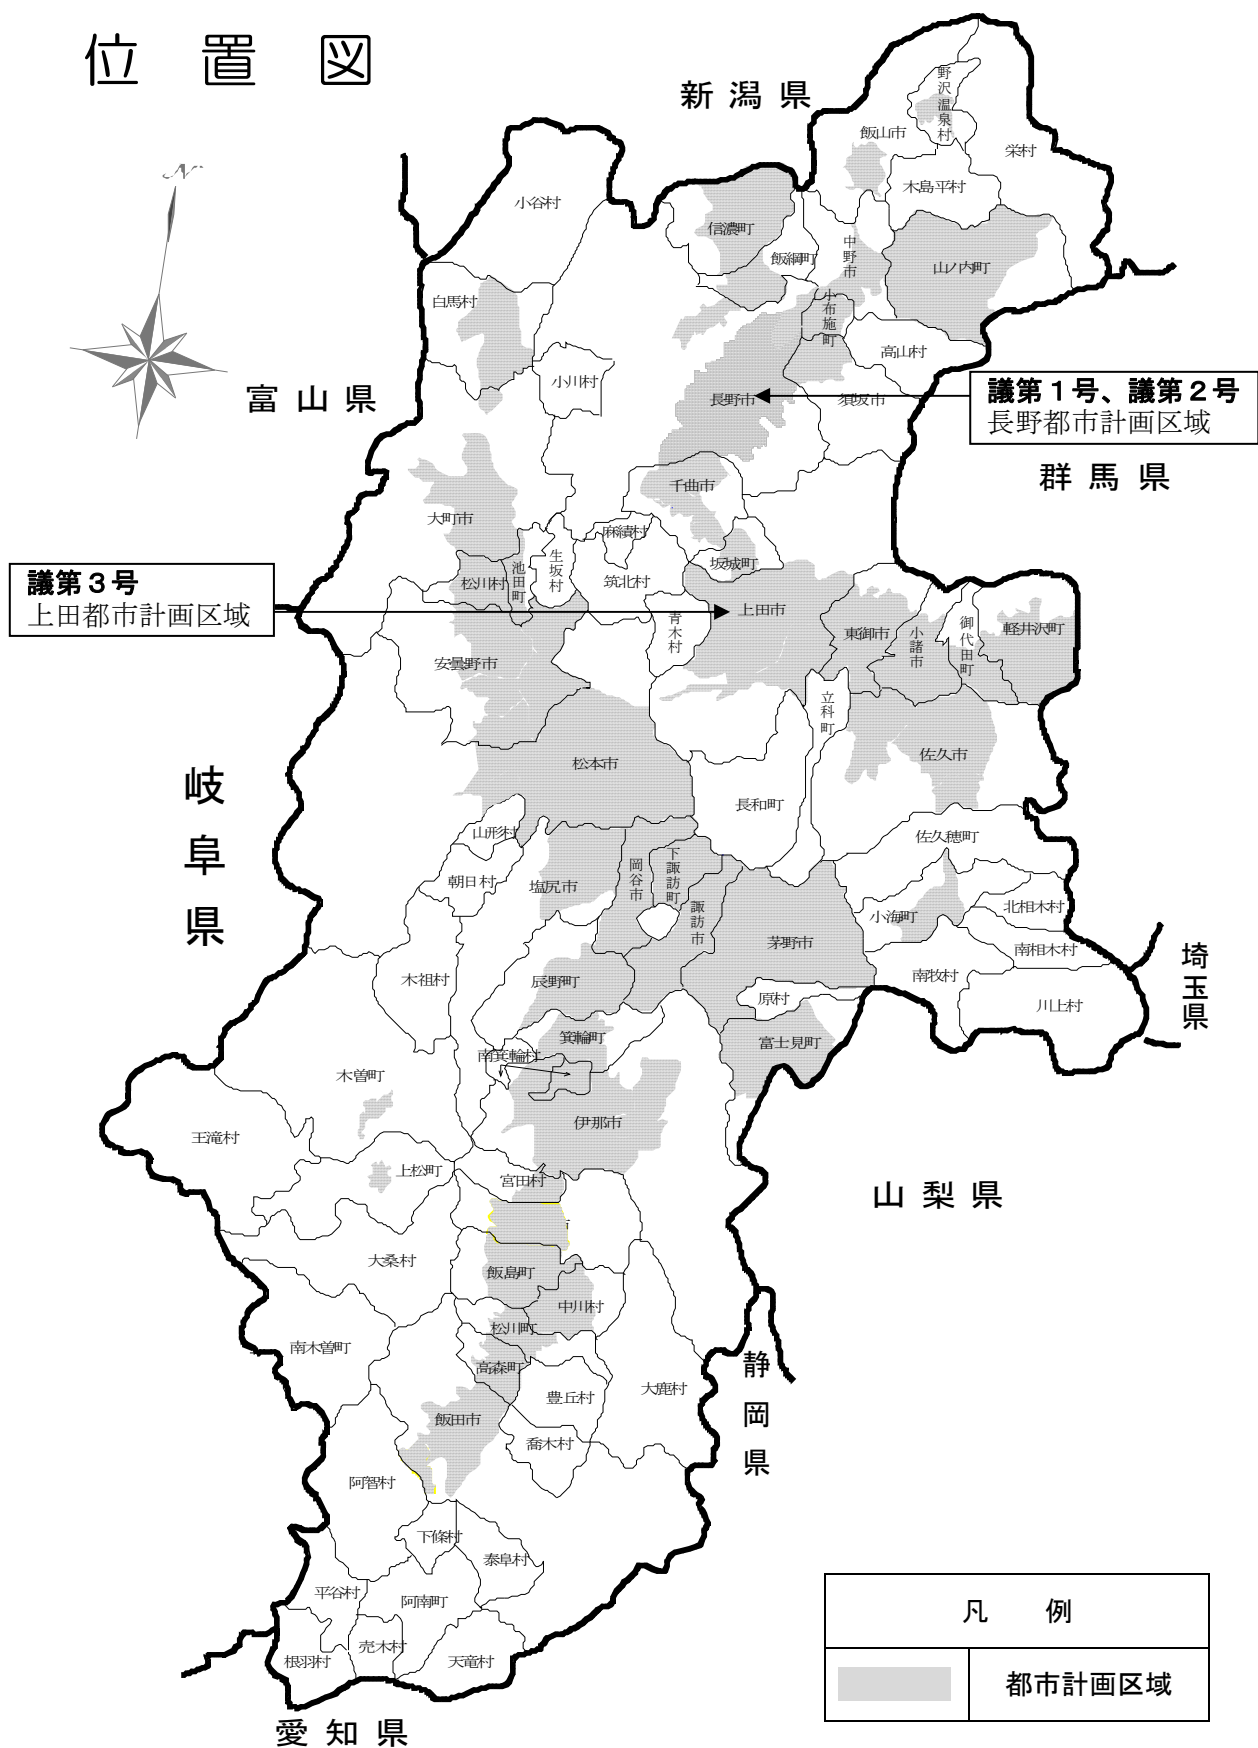 位置図
N
新潟県
野沢温泉村
飯山市
栄村
木島平村
小谷村
信濃町
中野市
飯綱町
山ノ内町
白馬村
小布施町
高山村
小川村
富山県
長野市
須坂市
議第１号、議第２号
長野都市計画区域
群馬県
千曲市
大町市
麻績村
生坂村
坂城町
池田町
松川村
筑北村
議第３号
上田都市計画区域
上田市
青木村
東御市
小諸市
御代田町
軽井沢町
安曇野市
立科町
佐久市
松本市
岐阜県
長和町
山形村
佐久穂町
朝日村
塩尻市
岡谷市
下諏訪町
諏訪市
小海町
北相木村
茅野市
南相木村
埼玉県
木祖村
辰野町
南牧村
原村
川上村
箕輪町
富士見町
南箕輪村
木曽町
伊那市
王滝村
上松町
宮田村
山梨県
大桑村
飯島町
中川村
松川町
南木曽町
高森町
静岡県
豊丘村
大鹿村
飯田市
喬木村
阿智村
下條村
泰阜村
平谷村
阿南町
売木村
根羽村
天竜村
愛知県
凡例
都市計画区域